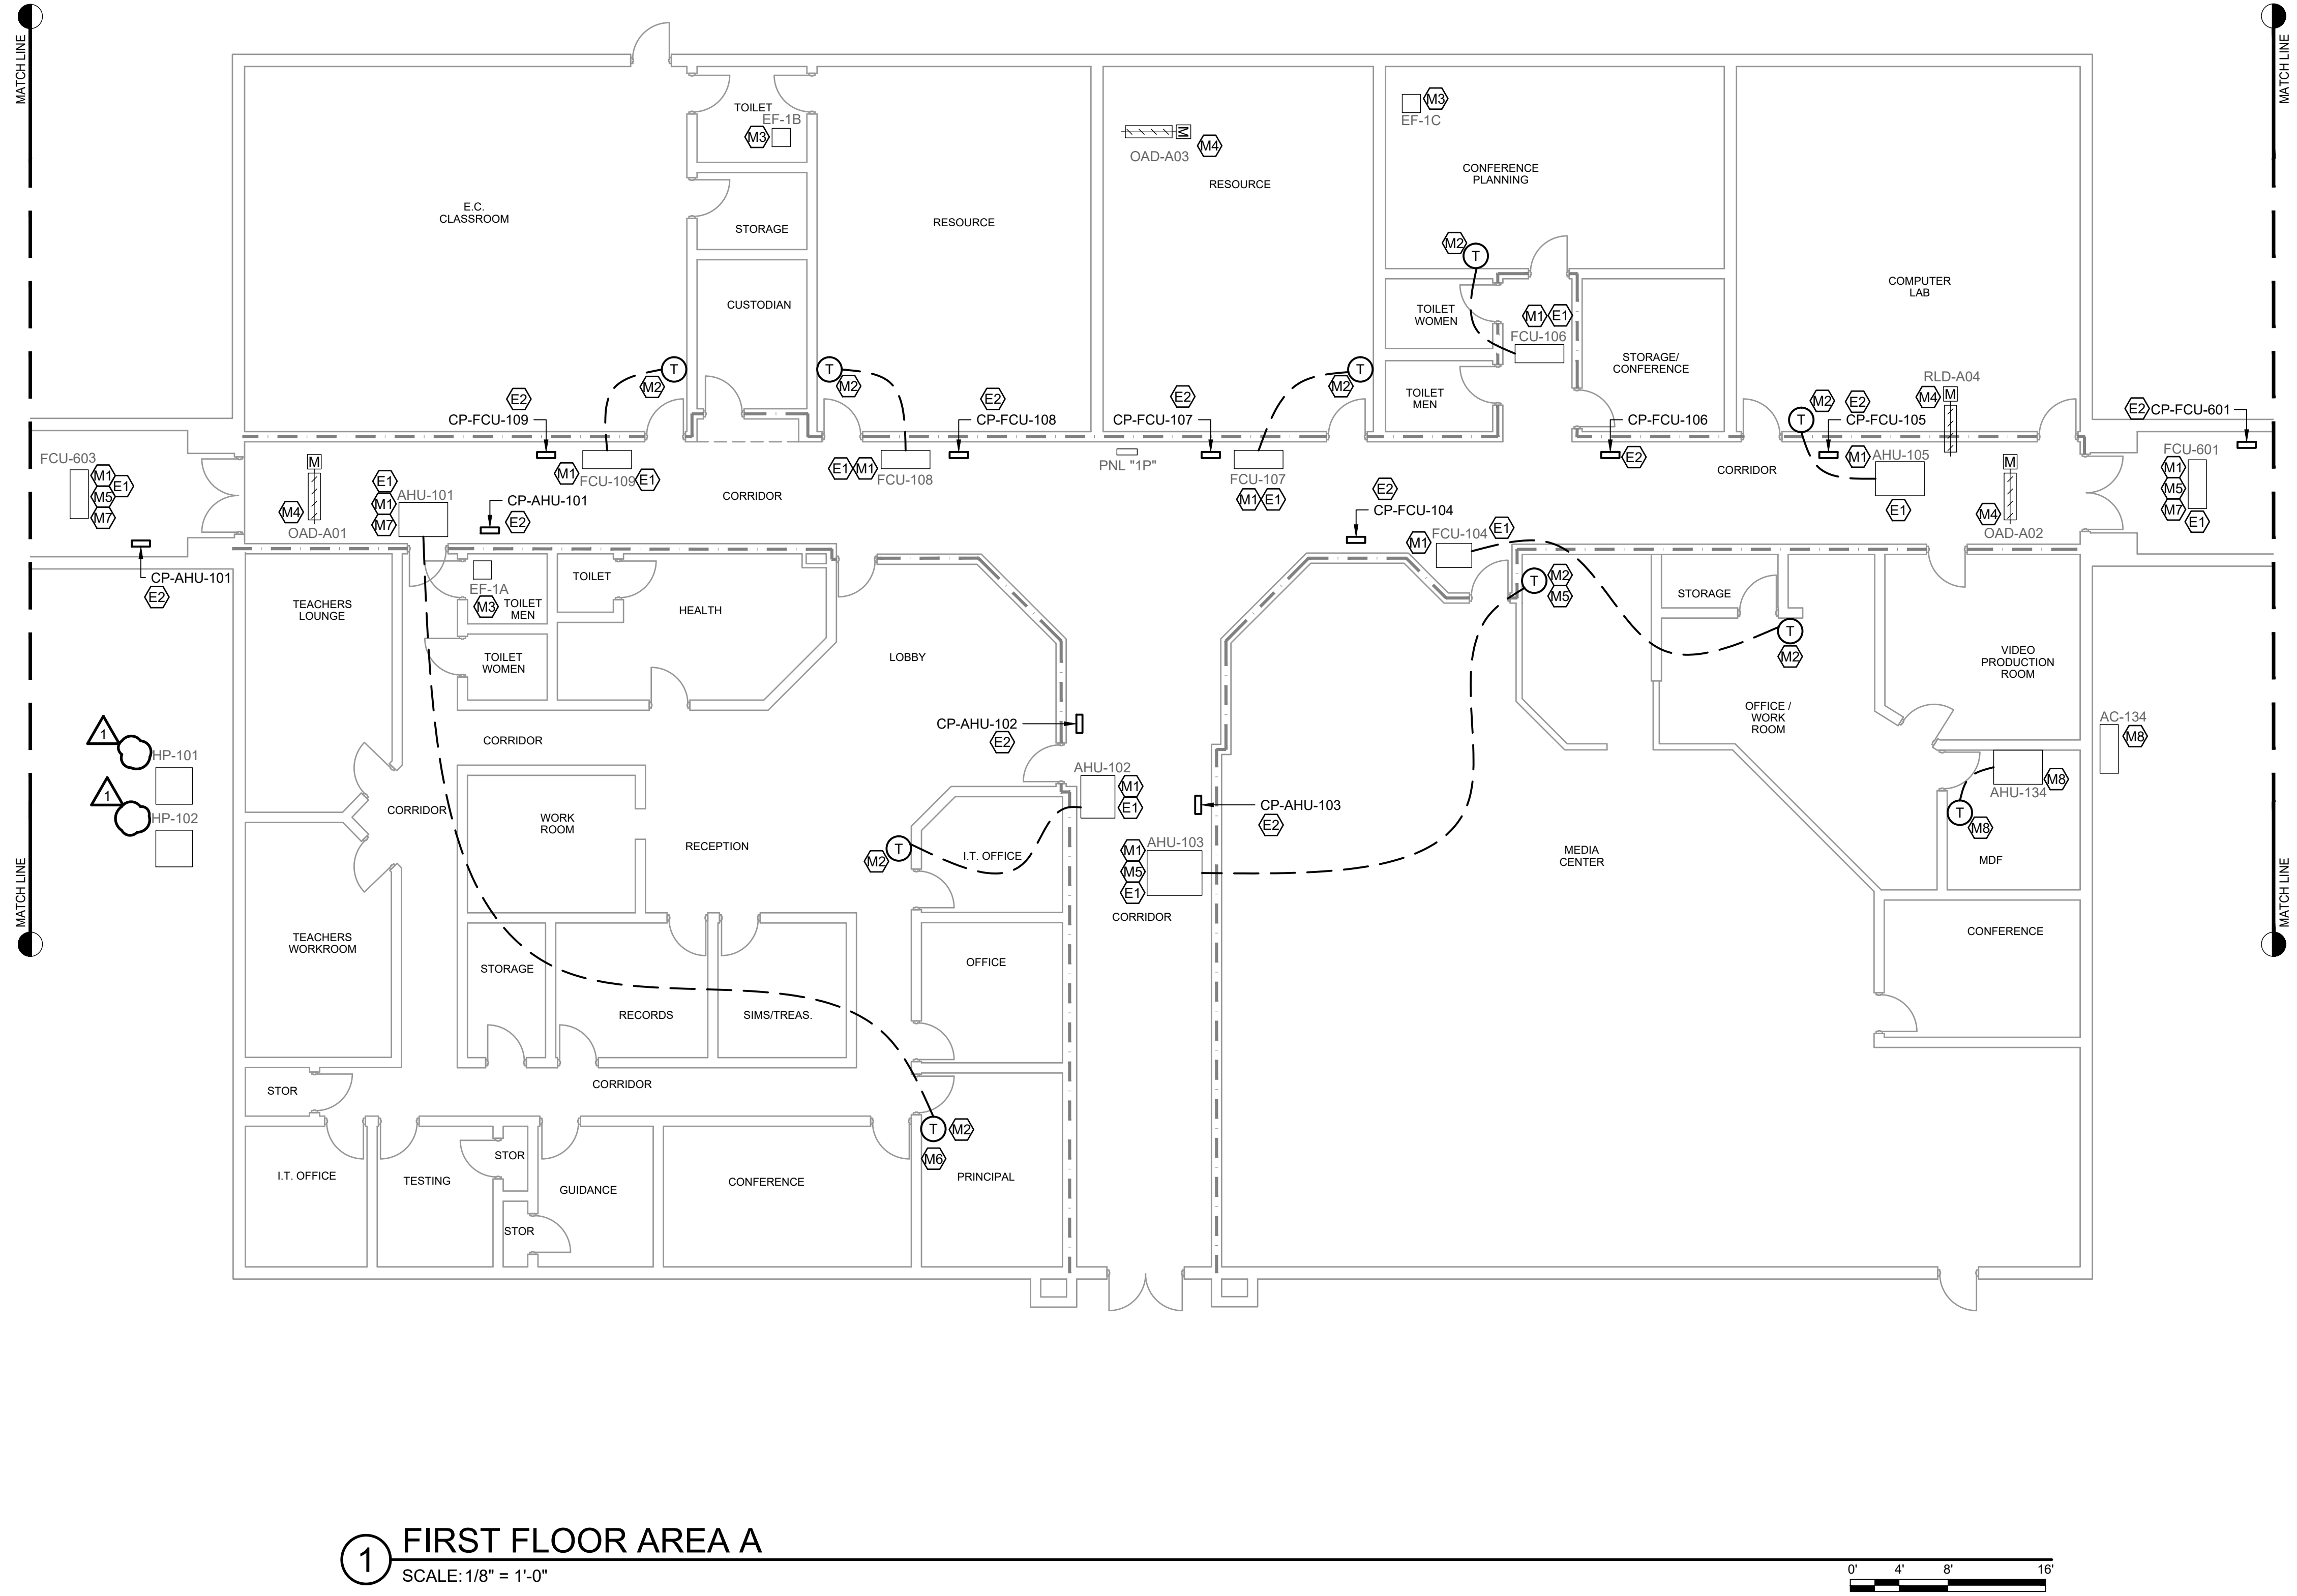 MATCH LINE
MATCH LINE
TOILET
EF-1B
M3
M3
EF-1C
M
OAD-A03
M4
RESOURCE
CONFERENCE
PLANNING
E.C.
CLASSROOM
STORAGE
RESOURCE
M2
T
COMPUTER
LAB
CUSTODIAN
TOILET
WOMEN
M1
E1
FCU-106
STORAGE/
CONFERENCE
T
M2
T
M2
T
M2
TOILET
MEN
RLD-A04
M4
M
E2
CP-FCU-109
E2
CP-FCU-108
E2
CP-FCU-107
CP-FCU-106
E2
M2
E2
T
CP-FCU-105
E2
CP-FCU-601
FCU-603
M1
E1
M5
M7
M
M4
OAD-A01
E1
M1
M7
AHU-101
CP-AHU-101
E2
M1
FCU-109
E1
CORRIDOR
E1
M1
FCU-108
PNL "1P"
FCU-107
M1
E1
E2
CP-FCU-104
M1
FCU-104
E1
CORRIDOR
M1
AHU-105
E1
M
M4
OAD-A02
FCU-601
M1
M5
M7
E1
CP-AHU-101
E2
TEACHERS
LOUNGE
EF-1A
M3
TOILET
MEN
TOILET
HEALTH
T
M2
M5
STORAGE
T
M2
TOILET
WOMEN
LOBBY
VIDEO
PRODUCTION
ROOM
OFFICE /
WORK
ROOM
CORRIDOR
CP-AHU-102
E2
AC-134
M8
1
HP-101
1
HP-102
AHU-102
M1
E1
CP-AHU-103
E2
AHU-134
M8
T
M8
MDF
CORRIDOR
WORK
ROOM
RECEPTION
T
M2
I.T. OFFICE
AHU-103
M1
M5
E1
CORRIDOR
MEDIA
CENTER
MATCH LINE
MATCH LINE
TEACHERS
WORKROOM
CONFERENCE
STORAGE
OFFICE
RECORDS
SIMS/TREAS.
STOR
CORRIDOR
T
M2
M6
I.T. OFFICE
TESTING
STOR
GUIDANCE
CONFERENCE
PRINCIPAL
STOR
1
FIRST FLOOR AREA A
SCALE: 1/8" = 1'-0"
0' 4' 8' 16'